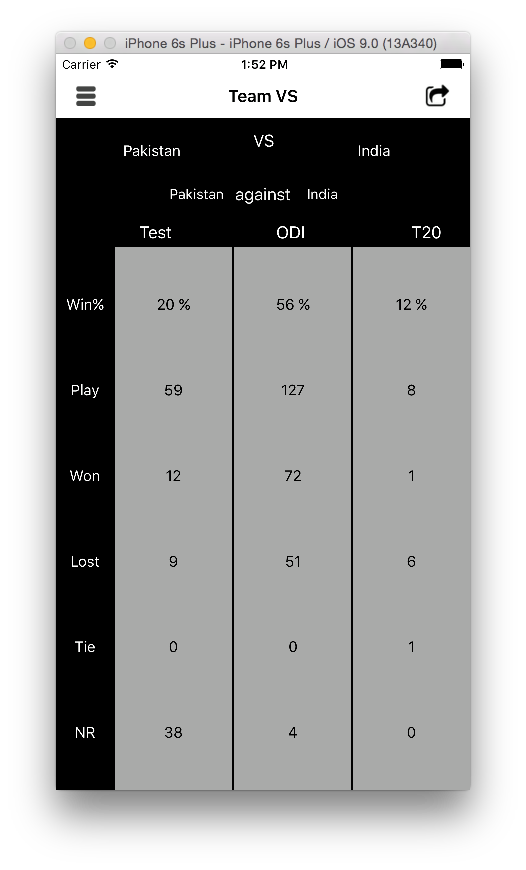 iPhone 6s Plus - iPhone 6s Plus / iOS 9.0 (13A340)
Carrier 1:52 PM
Team VS
Pakistan VS India
Pakistan against India
Test ODI T20
Win% 20 % 56 % 12 %
Play 59 127 8
Won 12 72 1
Lost 9 51 6
Tie 0 0 1
NR 38 4 0